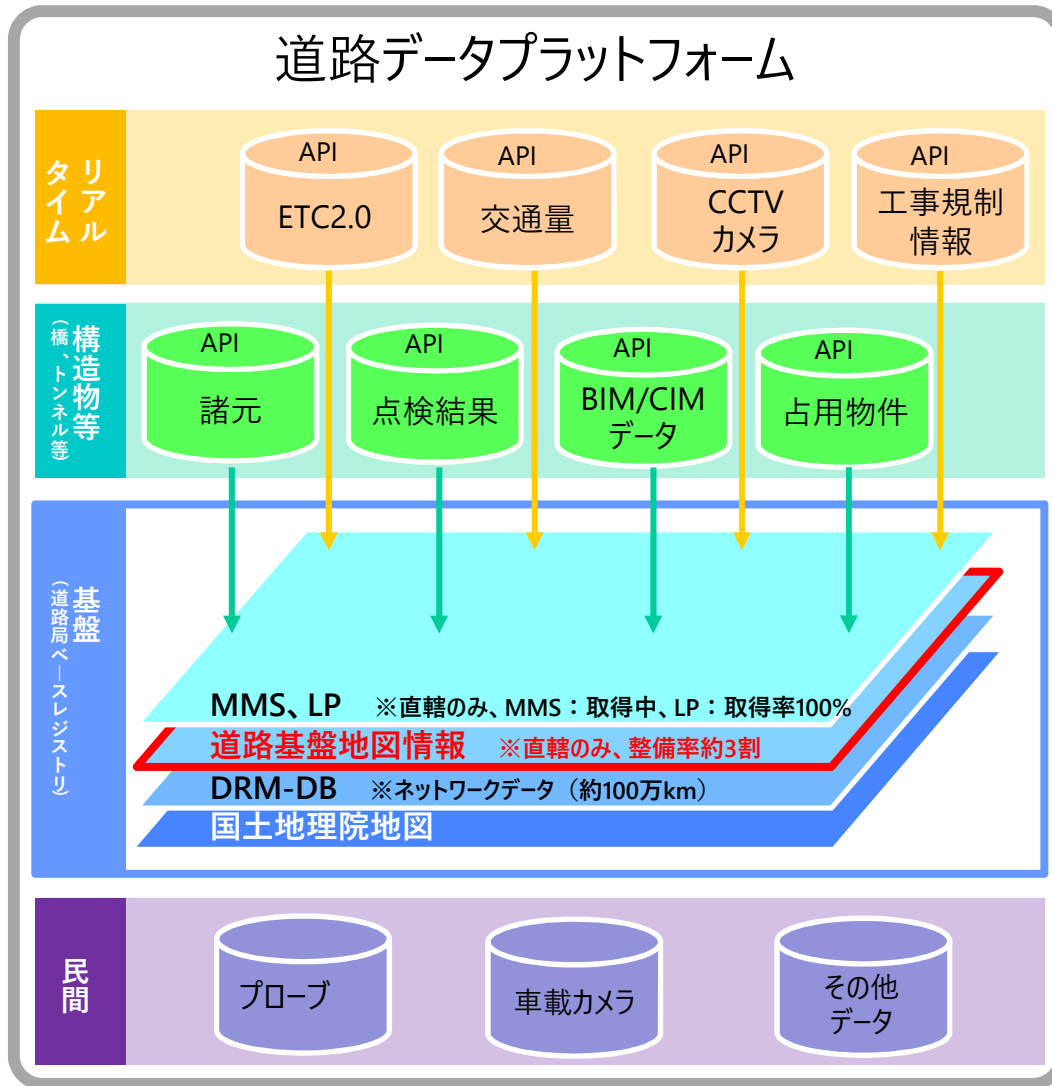 道路データプラットフォーム
リアル
タイム
API
ETC2.0
API
交通量
API
CCTV
カメラ
API
工事規制
情報
構造物等
(橋、トンネル等)
API
諸元
API
点検結果
API
BIM/CIM
データ
API
占用物件
基盤
(道路局ベースレジストリ)
MMS、LP ※直轄のみ、MMS：取得中、LP：取得率100%
道路基盤地図情報 ※直轄のみ、整備率約3割
DRM-DB ※ネットワークデータ（約100万km）
国土地理院地図
民間
プローブ
車載カメラ
その他
データ